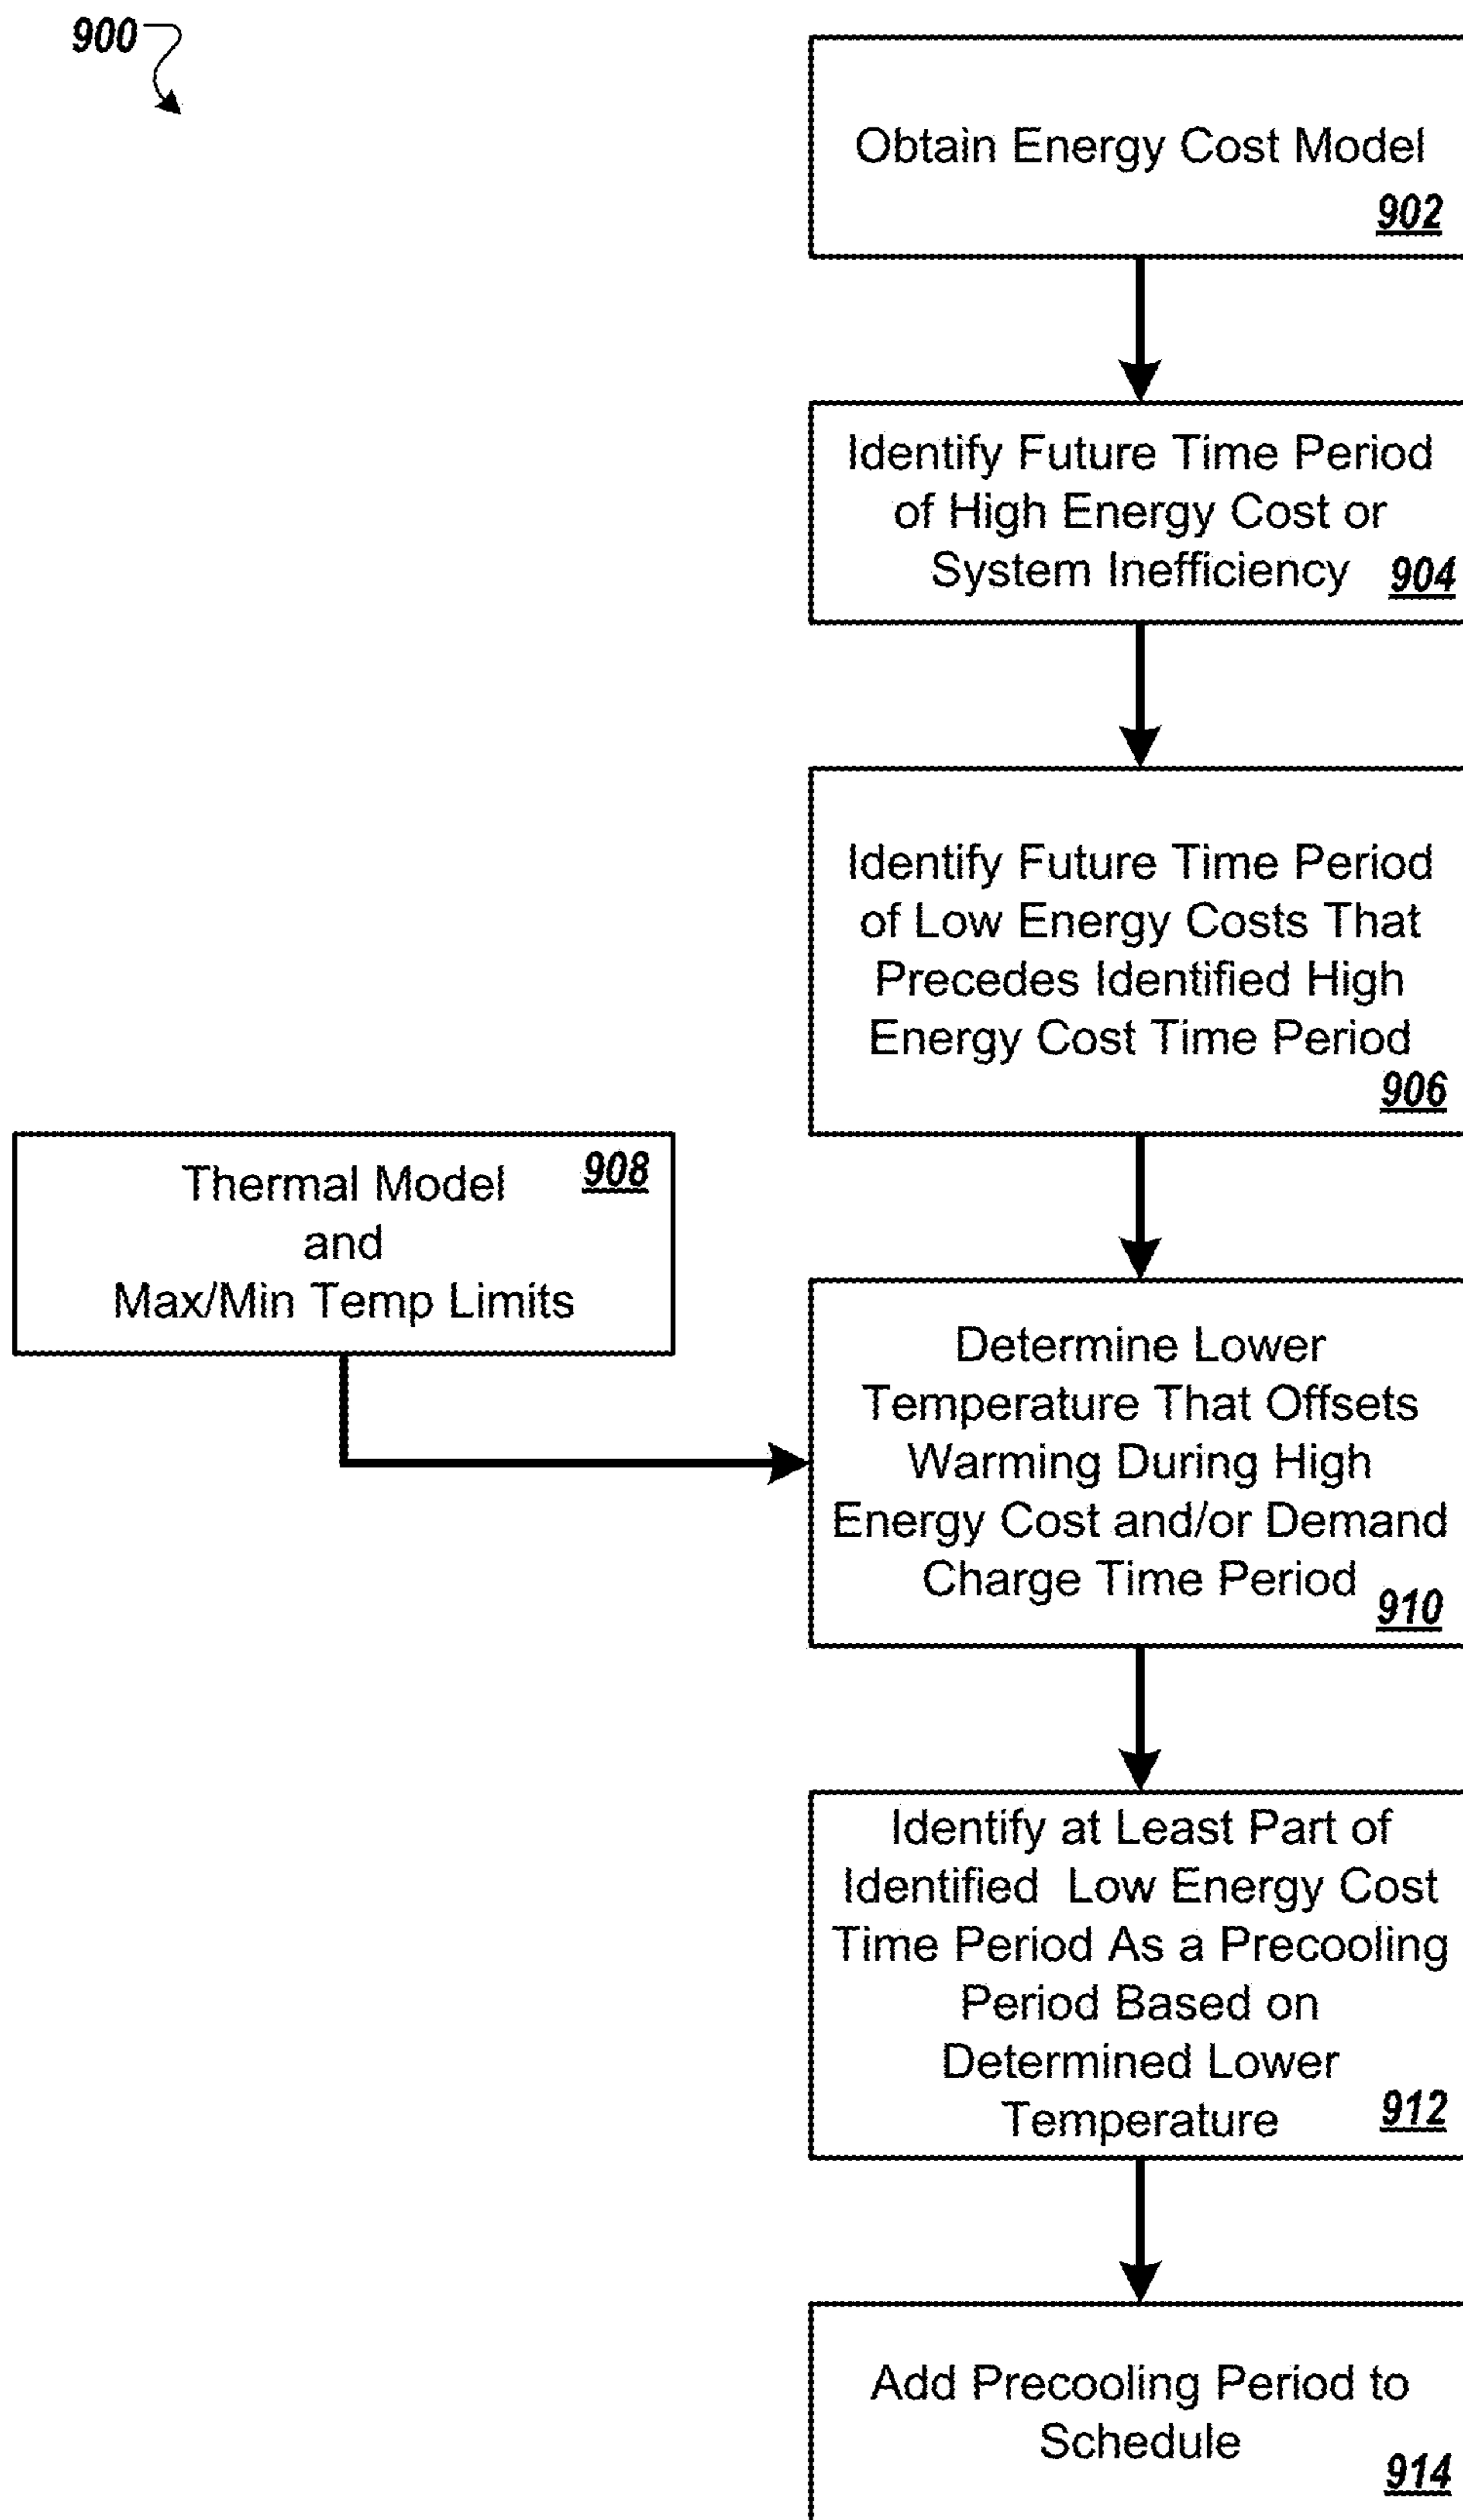 900
Obtain Energy Cost Model
902
Identify Future Time Period
of High Energy Cost or
System Inefficiency 904
Identify Future Time Period
of Low Energy Costs That
Precedes Identified High
Energy Cost Time Period
906
908
Thermal Model
and
Max/Min Temp Limits
Determine Lower
Temperature That Offsets
Warming During High
Energy Cost and/or Demand
Charge Time Period
910
Identify at Least Part of
Identified Low Energy Cost
Time Period As a Precooling
Period Based on
Determined Lower
Temperature
912
Add Precooling Period to
Schedule
914